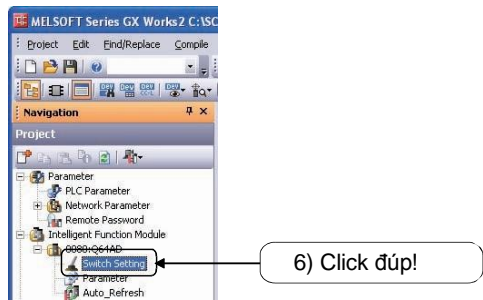 MELSOFT Series GX Works2 C:\SC
Project Edit Find/Replace Compile
Navigation
Project
Parameter
PLC Parameter
Network Parameter
Remote Password
Intelligent Function Module
0080:Q64AD
Switch Setting
Parameter
Auto_Refresh
6) Click đúp!